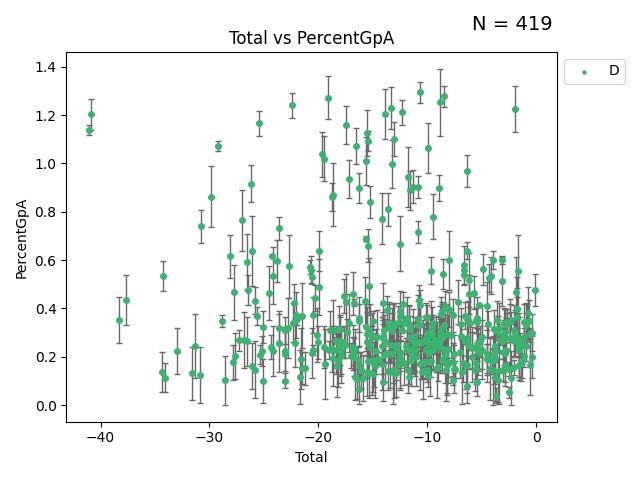 N = 419
Total vs PercentGpA
D
PercentGpA
1.4
1.2
1.0
0.8
0.6
0.4
0.2
0.0
−40 −30 −20 −10 0
Total